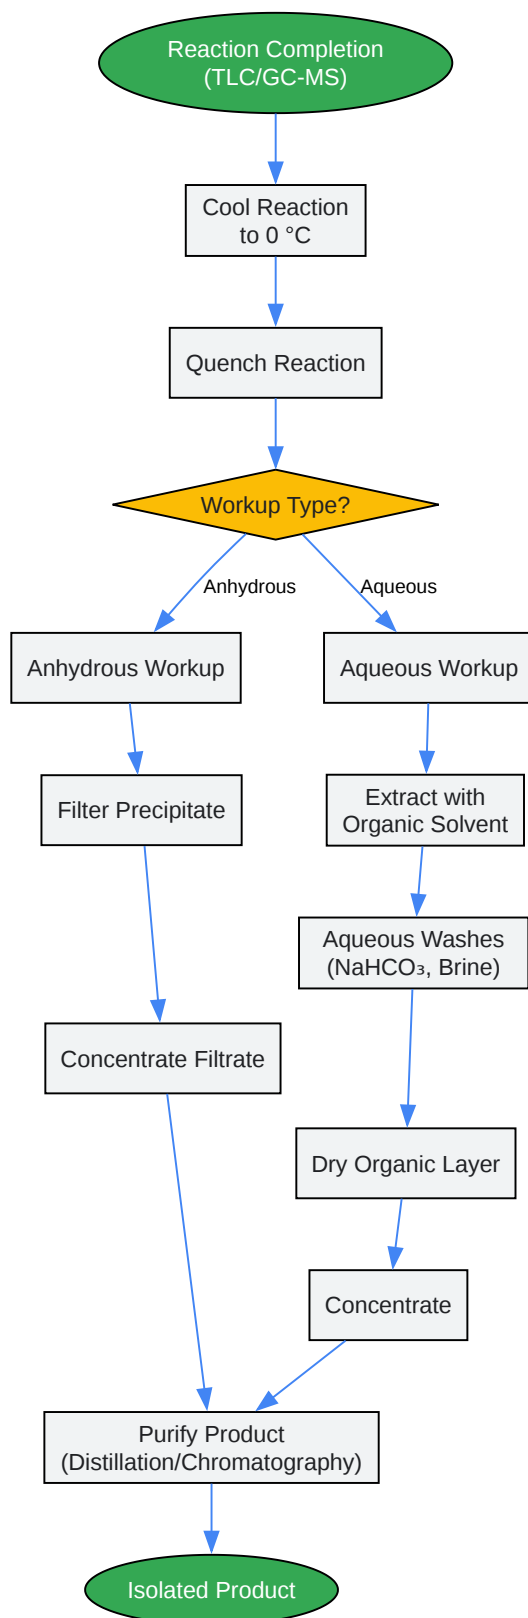 Reaction Completion
(TLC/GC-MS)
Cool Reaction
to 0 °C
Quench Reaction
Workup Type?
Anhydrous
Aqueous
Anhydrous Workup
Aqueous Workup
Filter Precipitate
Extract with
Organic Solvent
Aqueous Washes
(NaHCO₃, Brine)
Concentrate Filtrate
Dry Organic Layer
Concentrate
Purify Product
(Distillation/Chromatography)
Isolated Product